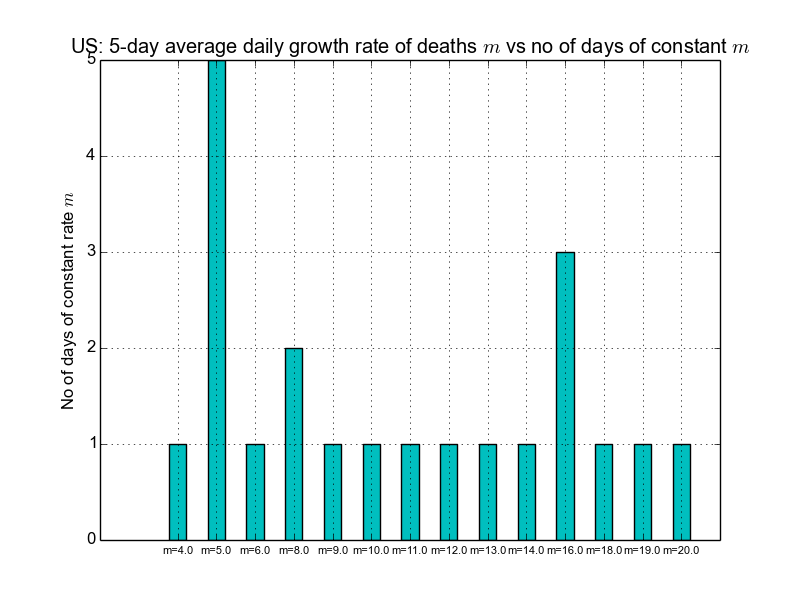 US: 5-day average daily growth rate of deaths m vs no of days of constant m
No of days of constant rate m
5
4
3
2
1
0
m=4.0 m=5.0 m=6.0 m=8.0 m=9.0 m=10.0 m=11.0 m=12.0 m=13.0 m=14.0 m=16.0 m=18.0 m=19.0 m=20.0